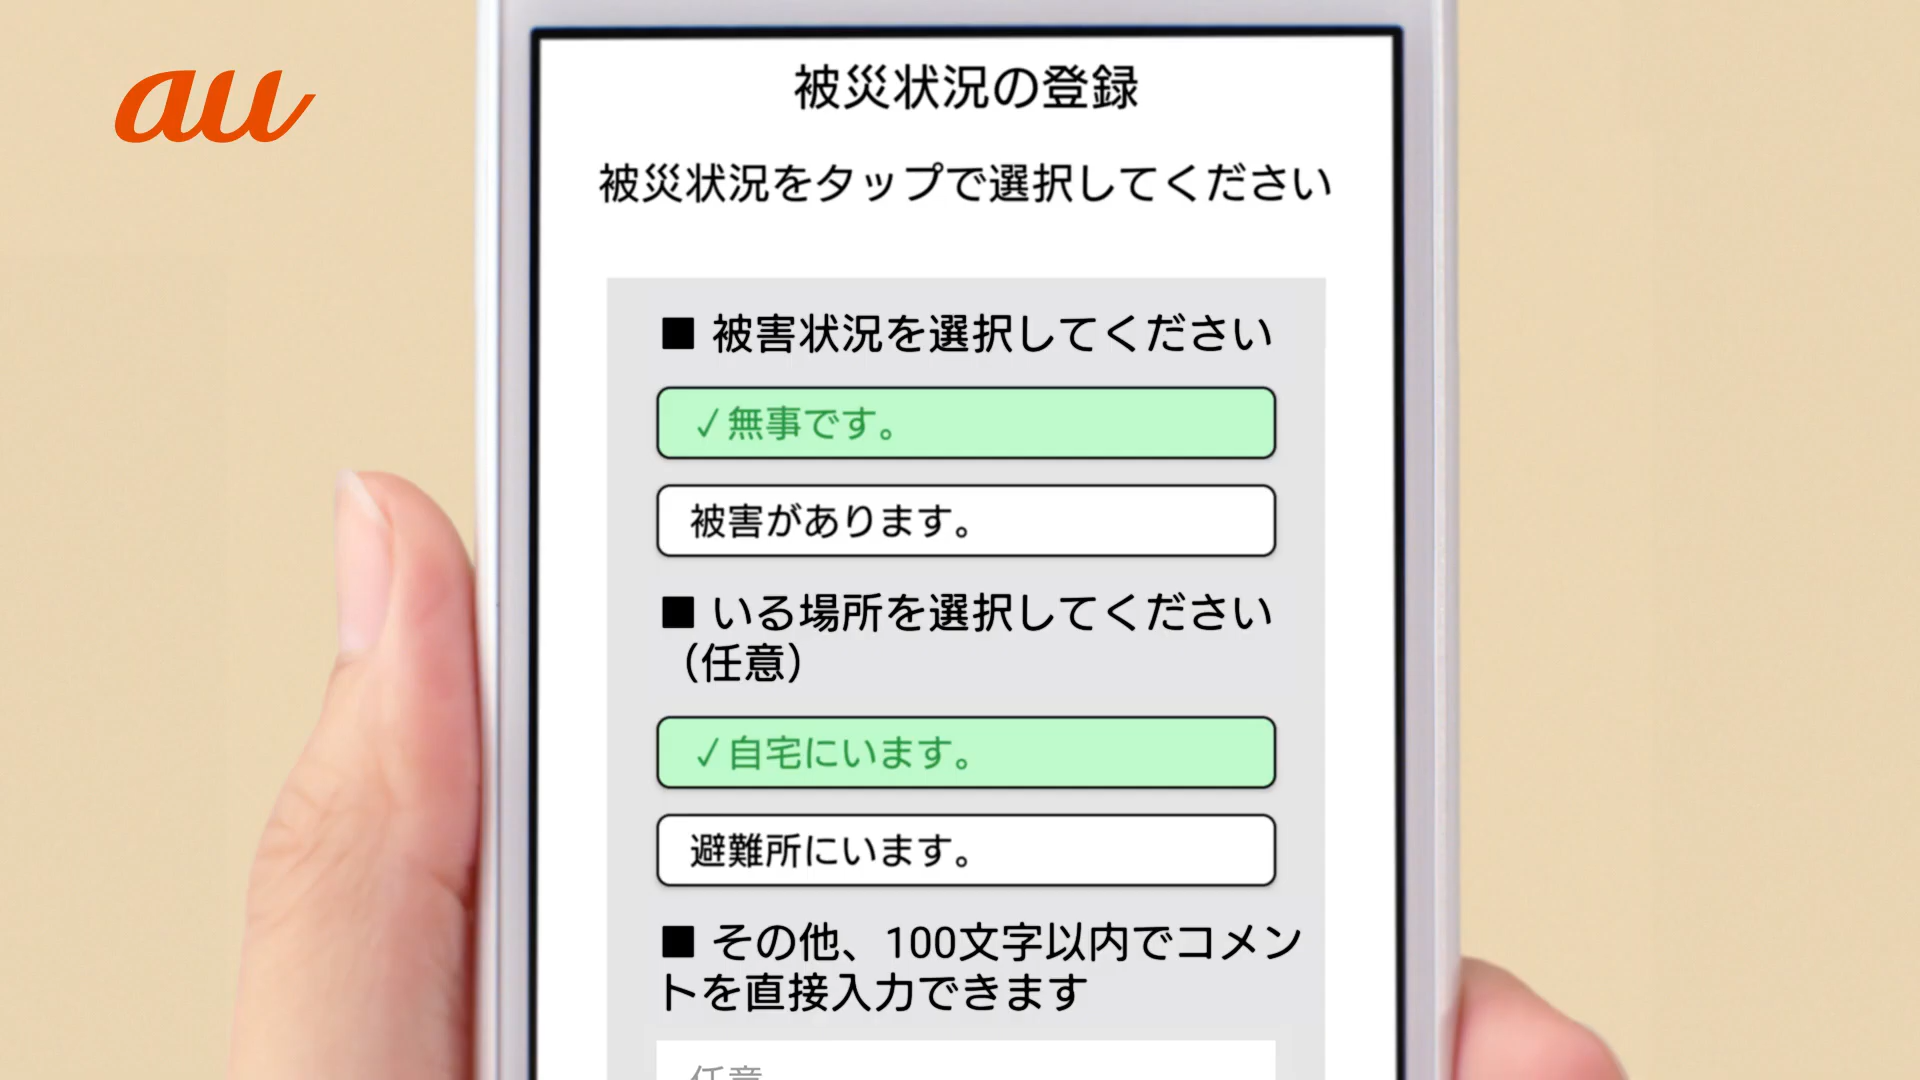 au
被災状況の登録
被災状況をタップで選択してください
■ 被害状況を選択してください
✓無事です。
被害があります。
■ いる場所を選択してください
（任意）
✓自宅にいます。
避難所にいます。
■ その他、100文字以内でコメン
トを直接入力できます
任意